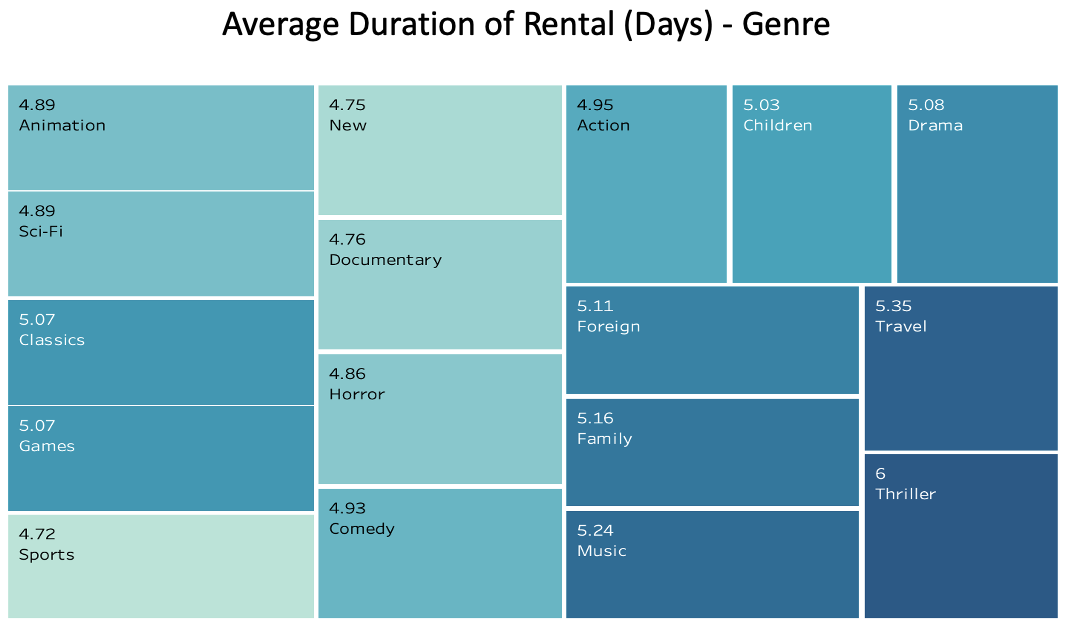 Average Duration of Rental (Days) - Genre
4.89
Animation
4.89
Sci-Fi
5.07
Classics
5.07
Games
4.72
Sports
4.75
New
4.76
Documentary
4.86
Horror
4.93
Comedy
4.95
Action
5.03
Children
5.08
Drama
5.11
Foreign
5.16
Family
5.24
Music
5.35
Travel
6
Thriller